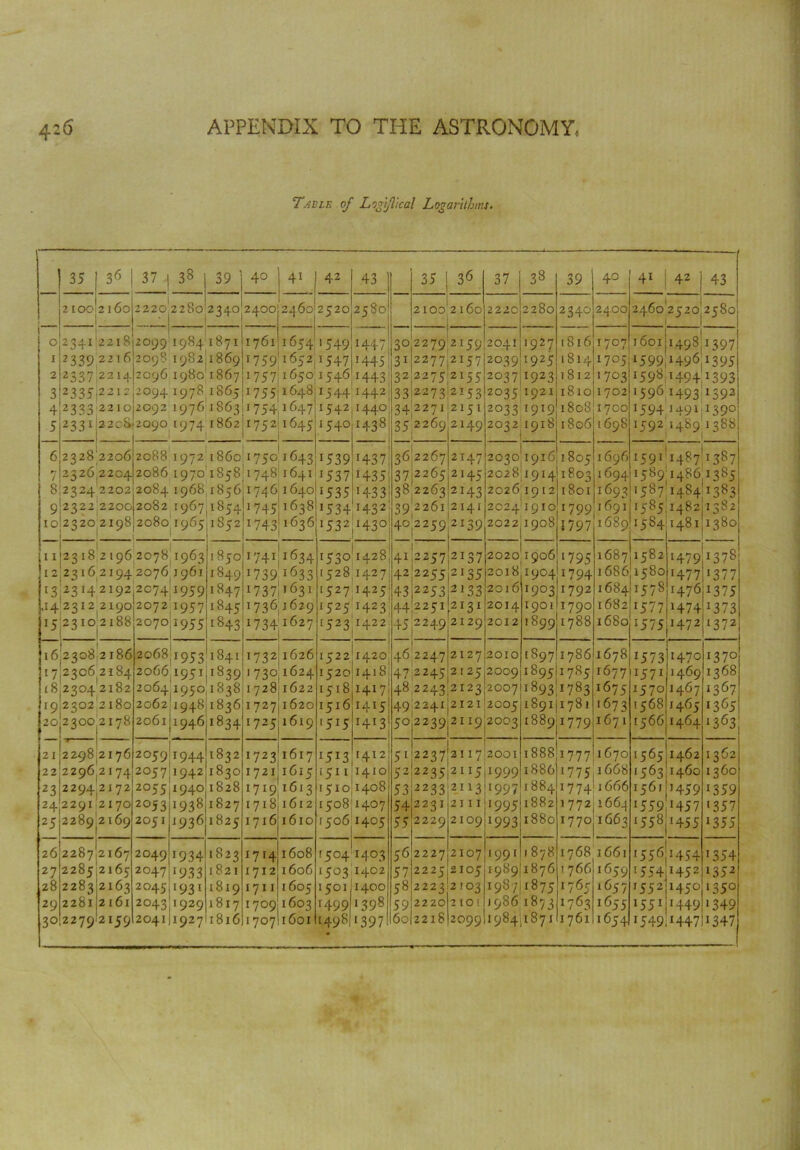 426 APPENDIX TO THE ASTRONOMY.
TABLE of Logistical Logarithms.
35 36 37 38 39 40 41 42 43 35 36 37 38 39 40 41 42 43
2100 2160 2220 2280 2340 2400 2460 2520 2580 2100 2160 2220 2280 2340 2400 2460 2520 2580
0 2341 2218 2099 1984 1871 1761 1654 1549 1447 30 2279 2159 2041 1927 1816 1707 1601 1498 1397
1 2339 2216 2098 1982 1869 1759 1652 1547 1445 31 2277 2157 2039 1925 1814 1705 1599 1496 1395
2 2337 2214 2096 1980 1867 1757 1650 1546 1443 32 2275 2155 2037 1923 1812 1703 1598 1494 1393
3 2335 2212 2094 1978 1865 1755 1648 1544 1442 33 2273 2153 2035 1921 1810 1702 1596 1493 1392
4 2333 2210 2092 1976 1863 1754 1647 1542 1440 34 2271 2151 2033 1919 1808 1700 1594 1491 1390
5 2331 2208 2090 1974 1862 1752 1645 1540 1438 35 2269 2149 2032 1918 1806 1698 1592 1489 1388
6 2328 2206 2088 1972 1860 1750 1643 1539 1437 36 2267 2147 2030 1916 1805 1696 1591 1487 1387
7 2326 2204 2086 1970 1858 1748 1641 1537 1435 37 2265 2145 2028 1914 1803 1694 1589 1486 1385
8 2324 2202 2084 1968 1856 1746 1640 1535 1433 38 2263 2143 2026 1912 1801 1693 1587 1484 1383
9 2322 2200 2082 1967 1854 1745 1638 1534 1432 39 2261 2141 2024 1910 1799 1691 1585 1482 1382
10 2320 2198 2080 1965 1852 1743 1636 1532 1430 40 2259 2139 2022 1908 1797 1689 1584 1481 1380
11 2318 2196 2078 1963 1850 1741 1634 1530 1428 41 2257 2137 2020 1906 1795 1687 1582 1479 1378
12 2316 2194 2076 1961 1849 1739 1633 1528 1427 42 2255 2135 2018 1904 1794 1686 1580 1477 1377
13 2314 2192 2074 1959 1847 1737 1631 1527 1425 43 2253 2133 2016 1903 1792 1684 1578 1476 1375
14 2312 2190 2072 1957 1845 1736 1629 1525 1423 44 2251 2131 2014 1901 1790 1682 1577 1474 1373
15 2310 2188 2070 1955 1843 1734 1627 1523 1422 45 2249 2129 2012 1899 1788 1680 1575 1472 1372
16 2308 2186 2068 1953 1841 1732 1626 1522 1420 46 2247 2127 2010 1897 1786 1678 1573 1470 1370
17 2306 2184 2066 1951 1839 1730 1624 1520 1418 47 2245 2125 2009 1895 1785 1677 1571 1469 1368
18 2304 2182 2064 1950 1838 1728 1622 1518 1417 48 2243 2123 2007 1893 1783 1675 1570 1467 1367
19 2302 2180 2062 1948 1836 1727 1620 1516 1415 49 2241 2121 2005 1891 1781 1673 1568 1465 1365
20 2300 2178 2061 1946 1834 1725 1619 1515 1413 50 2239 2119 2003 1889 1779 1671 1566 1464 1363
21 2298 2176 2059 1944 1832 1723 1617 1513 1412 51 2237 2117 2001 1888 1777 1670 1565 1462 1362
22 2296 2174 2057 1942 1830 1721 1615 1511 1410 52 2235 2115 1999 1886 1775 1668 1563 1460 1360
23 2294 2172 2055 1940 1828 1719 1613 1510 1408 53 2233 2113 1997 1884 1774 1666 1561 1459 1359
24 2291 2170 2053 1938 1827 1718 1612 1508 1407 54 2231 2111 1995 1882 1772 1664 1559 1457 1357
25 2289 2169 2051 1936 1825 1716 1610 1506 1405 55 2229 2109 1993 1880 1770 1663 1558 1455 1355
26 2287 2167 2049 1934 1823 1714 1608 1504 1403 56 2227 2107 1991 1878 1768 1661 1556 1454 1354
27 2285 2165 2047 1933 1821 1712 1606 1503 1402 57 2225 2105 1989 1876 1766 1659 1554 1452 1352
28 2283 2163 2045 1931 1819 1711 1605 1501 1400 58 2223 2103 1987 1875 1765 1657 1552 1450 1350
29 2281 2161 2043 1929 1817 1709 1603 1499 1398 59 2220 2101 1986 1873 1763 1655 1551 1449 1349
30 2279 2159 2041 1927 1816 1707 1601 1498 1397 60 2218 2099 1984 1871 1761 1654 1549 1447 1347